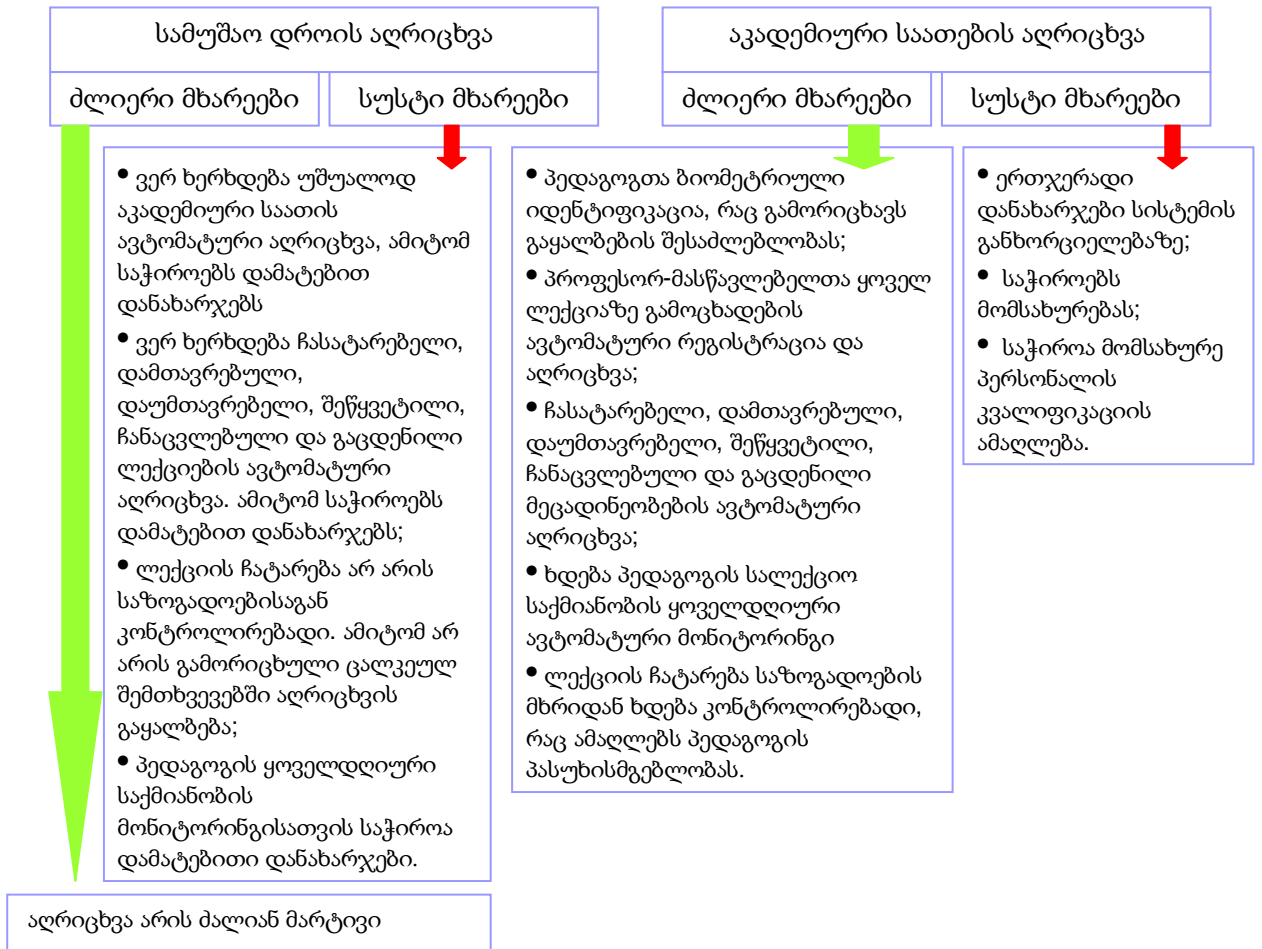 სამუშაო დროის აღრიცხვა
ძლიერი მხარეები
სუსტი მხარეები
• ვერ ხერხდება უშუალოდ
აკადემიური საათის
ავტომატური აღრიცხვა, ამიტომ
საჭიროებს დამატებით
დანახარჯებს
• ვერ ხერხდება ჩასატარებელი,
დამთავრებული,
დაუმთავრებელი, შეწყვეტილი,
ჩანაცვლებული და გაცდენილი
ლექციების ავტომატური
აღრიცხვა. ამიტომ საჭიროებს
დამატებით დანახარჯებს;
• ლექციის ჩატარება არ არის
საზოგადოებისაგან
კონტროლირებადი. ამიტომ არ
არის გამორიცხული ცალკეულ
შემთხვევებში აღრიცხვის
გაყალბება;
• პედაგოგის ყოველდღიური
საქმიანობის
მონიტორინგისათვის საჭიროა
დამატებითი დანახარჯები.
აღრიცხვა არის ძალიან მარტივი
აკადემიური საათების აღრიცხვა
ძლიერი მხარეები
სუსტი მხარეები
• პედაგოგთა ბიომეტრიული
იდენტიფიკაცია, რაც გამორიცხავს
გაყალბების შესაძლებლობას;
• პროფესორ-მასწავლებელთა ყოველ
ლექციაზე გამოცხადების
ავტომატური რეგისტრაცია და
აღრიცხვა;
• ჩასატარებელი, დამთავრებული,
დაუმთავრებელი, შეწყვეტილი,
ჩანაცვლებული და გაცდენილი
მეცადინეობების ავტომატური
აღრიცხვა;
• ხდება პედაგოგის სალექციო
საქმიანობის ყოველდღიური
ავტომატური მონიტორინგი
• ლექციის ჩატარება საზოგადოების
მხრიდან ხდება კონტროლირებადი,
რაც ამაღლებს პედაგოგის
პასუხისმგებლობას.
• ერთჯერადი
დანახარჯები სისტემის
განხორციელებაზე;
• საჭიროებს
მომსახურებას;
• საჭიროა მომსახურე
პერსონალის
კვალიფიკაციის
ამაღლება.